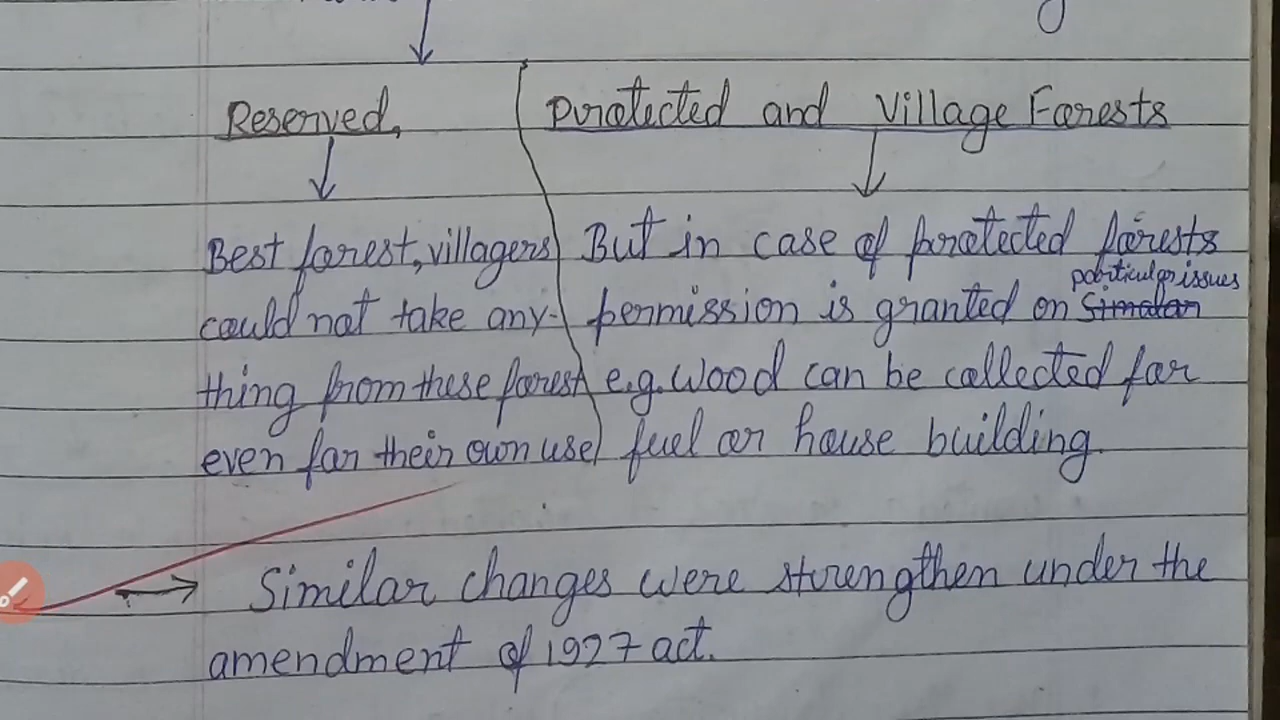 Reserved,
Protected and Village Forests
Best forest, villagers
could not take any-
thing from these forest
even for their own use
But in case of protected forests
particular issues
permission is granted on
e.g. wood can be collected for
fuel or house building.
→ Similar changes were strengthen under the
amendment of 1927 act.